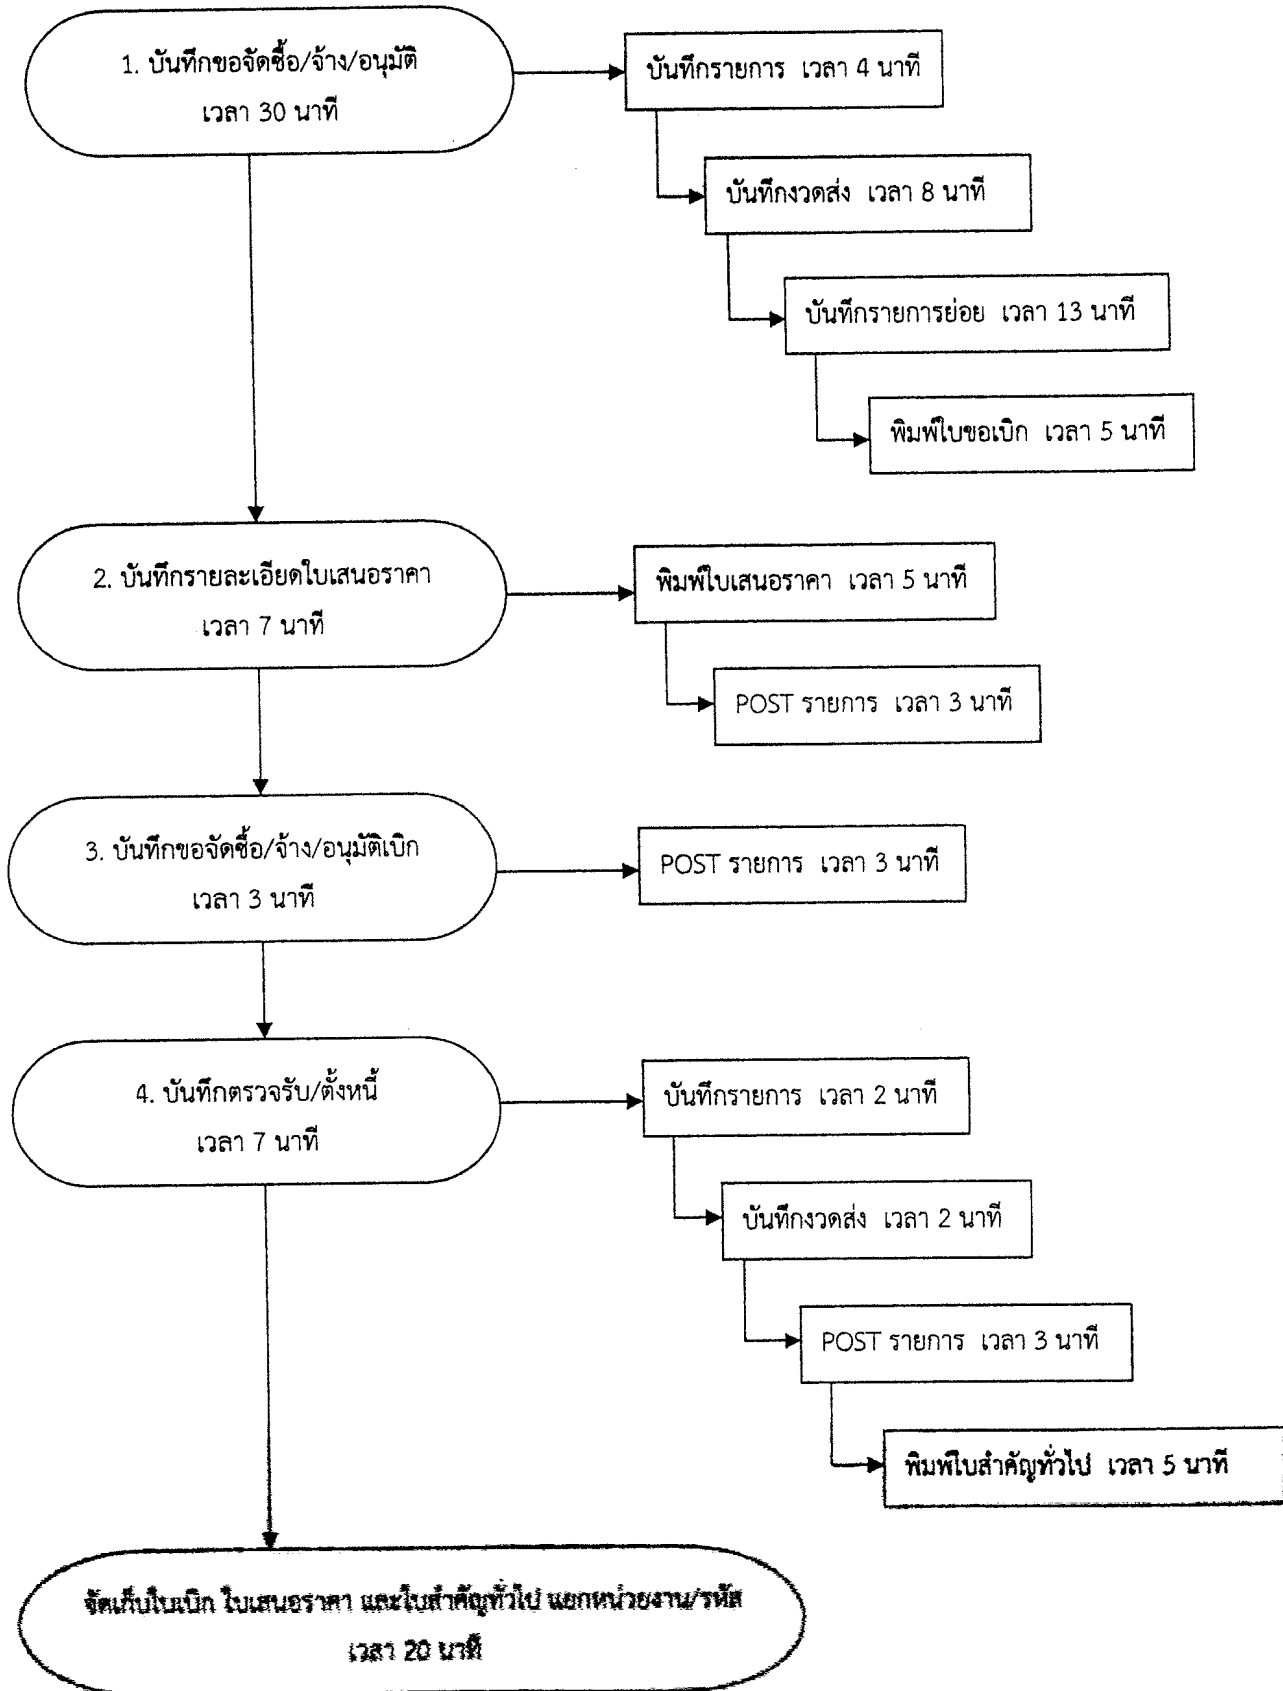 1. บันทึกขอจัดซื้อ/จ้าง/อนุมัติ
เวลา 30 นาที
บันทึกรายการ เวลา 4 นาที
บันทึกงวดส่ง เวลา 8 นาที
บันทึกรายการย่อย เวลา 13 นาที
พิมพ์ใบขอเบิก เวลา 5 นาที
2. บันทึกรายละเอียดใบเสนอราคา
เวลา 7 นาที
พิมพ์ใบเสนอราคา เวลา 5 นาที
POST รายการ เวลา 3 นาที
3. บันทึกขอจัดซื้อ/จ้าง/อนุมัติเบิก
เวลา 3 นาที
POST รายการ เวลา 3 นาที
4. บันทึกตรวจรับ/ตั้งหนี้
เวลา 7 นาที
บันทึกรายการ เวลา 2 นาที
บันทึกงวดส่ง เวลา 2 นาที
POST รายการ เวลา 3 นาที
พิมพ์ใบสำคัญทั่วไป เวลา 5 นาที
จัดเก็บใบเบิก ใบเสนอราคา และใบสำคัญทั่วไป แยกหน่วยงาน/รหัส
เวลา 20 นาที